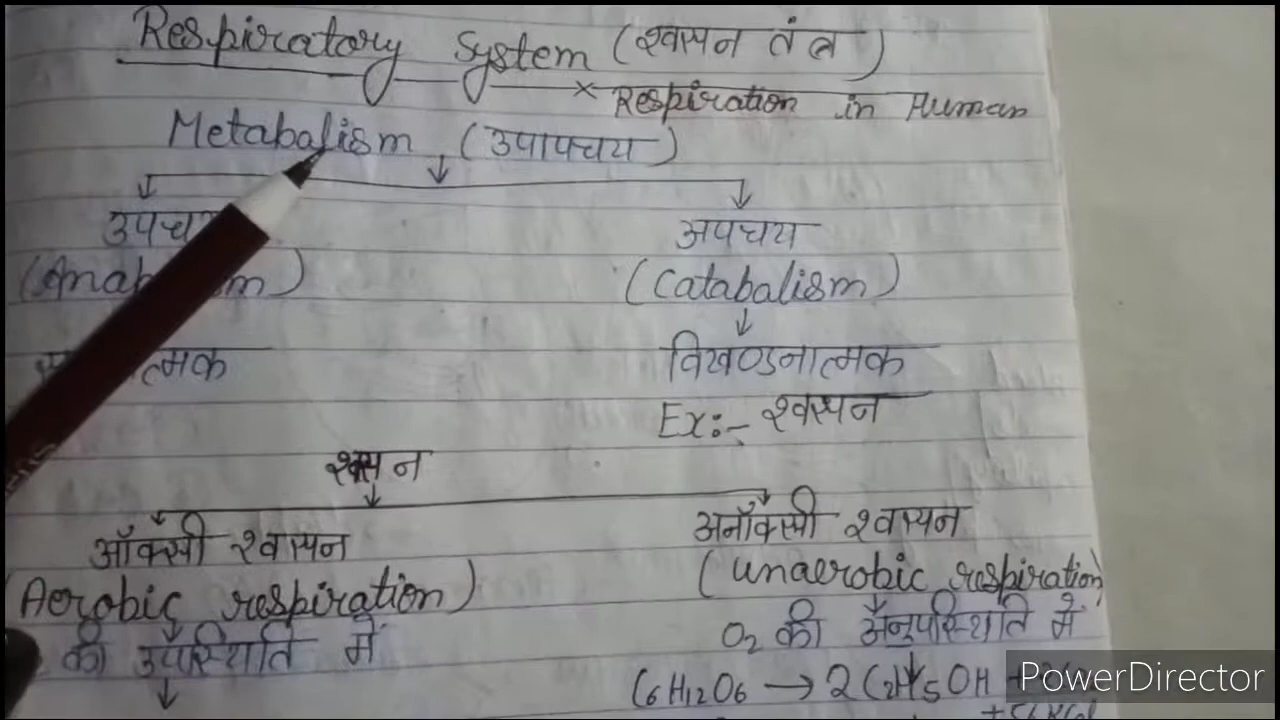 Respiratory System (श्वसन तंत्र)
Respiration in Human
Metabalism (उपापचय)
अपचय
(Catabalism)
विखण्डनात्मक
Ex:- श्वसन
श्वसन
ऑक्सी श्वसन अनॉक्सी श्वसन
(Aerobic respiration) (unaerobic respiration)
की उपस्थिति में O2 की अनुपस्थिति में
C6H12O6 → 2C2H5OH +
PowerDirector